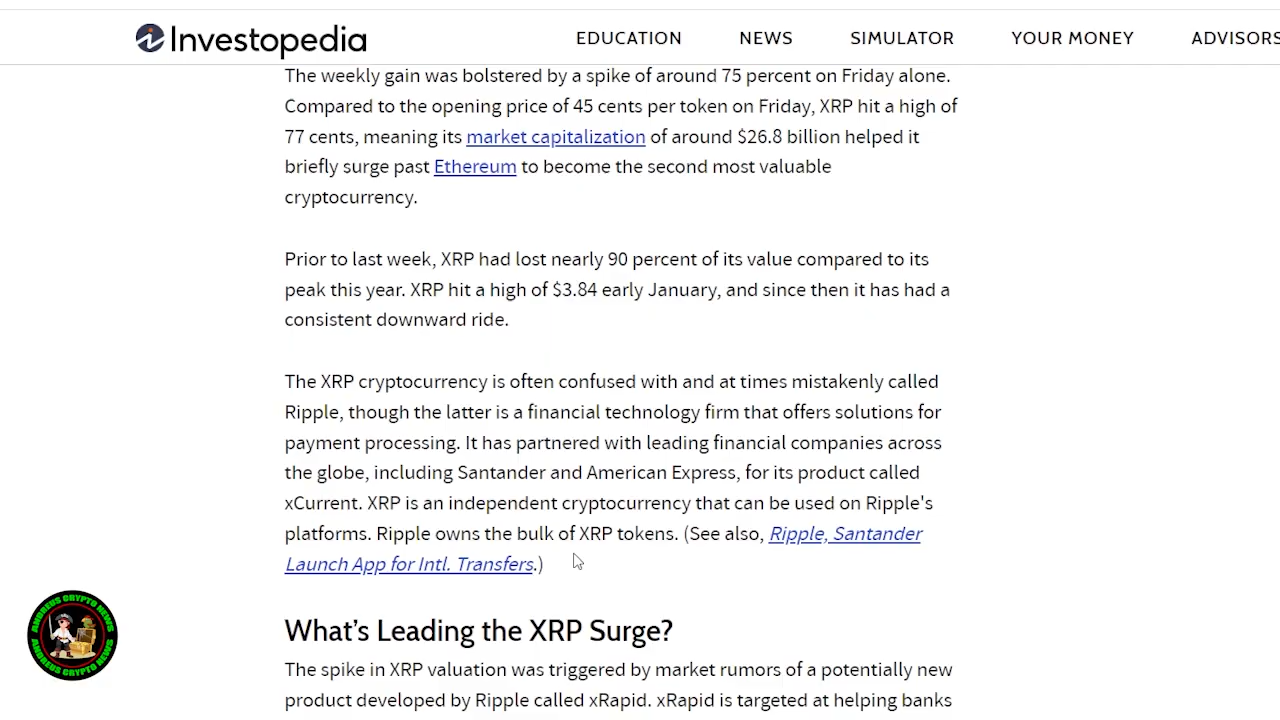 Investopedia
EDUCATION NEWS SIMULATOR YOUR MONEY ADVISORS
The weekly gain was bolstered by a spike of around 75 percent on Friday alone.
Compared to the opening price of 45 cents per token on Friday, XRP hit a high of
77 cents, meaning its market capitalization of around $26.8 billion helped it
briefly surge past Ethereum to become the second most valuable
cryptocurrency.
Prior to last week, XRP had lost nearly 90 percent of its value compared to its
peak this year. XRP hit a high of $3.84 early January, and since then it has had a
consistent downward ride.
The XRP cryptocurrency is often confused with and at times mistakenly called
Ripple, though the latter is a financial technology firm that offers solutions for
payment processing. It has partnered with leading financial companies across
the globe, including Santander and American Express, for its product called
xCurrent. XRP is an independent cryptocurrency that can be used on Ripple's
platforms. Ripple owns the bulk of XRP tokens. (See also, Ripple, Santander
Launch App for Intl. Transfers.)
What's Leading the XRP Surge?
The spike in XRP valuation was triggered by market rumors of a potentially new
product developed by Ripple called xRapid. xRapid is targeted at helping banks
ANDREUS CRYPTO NEWS
ANDREUS CRYPTO NEWS